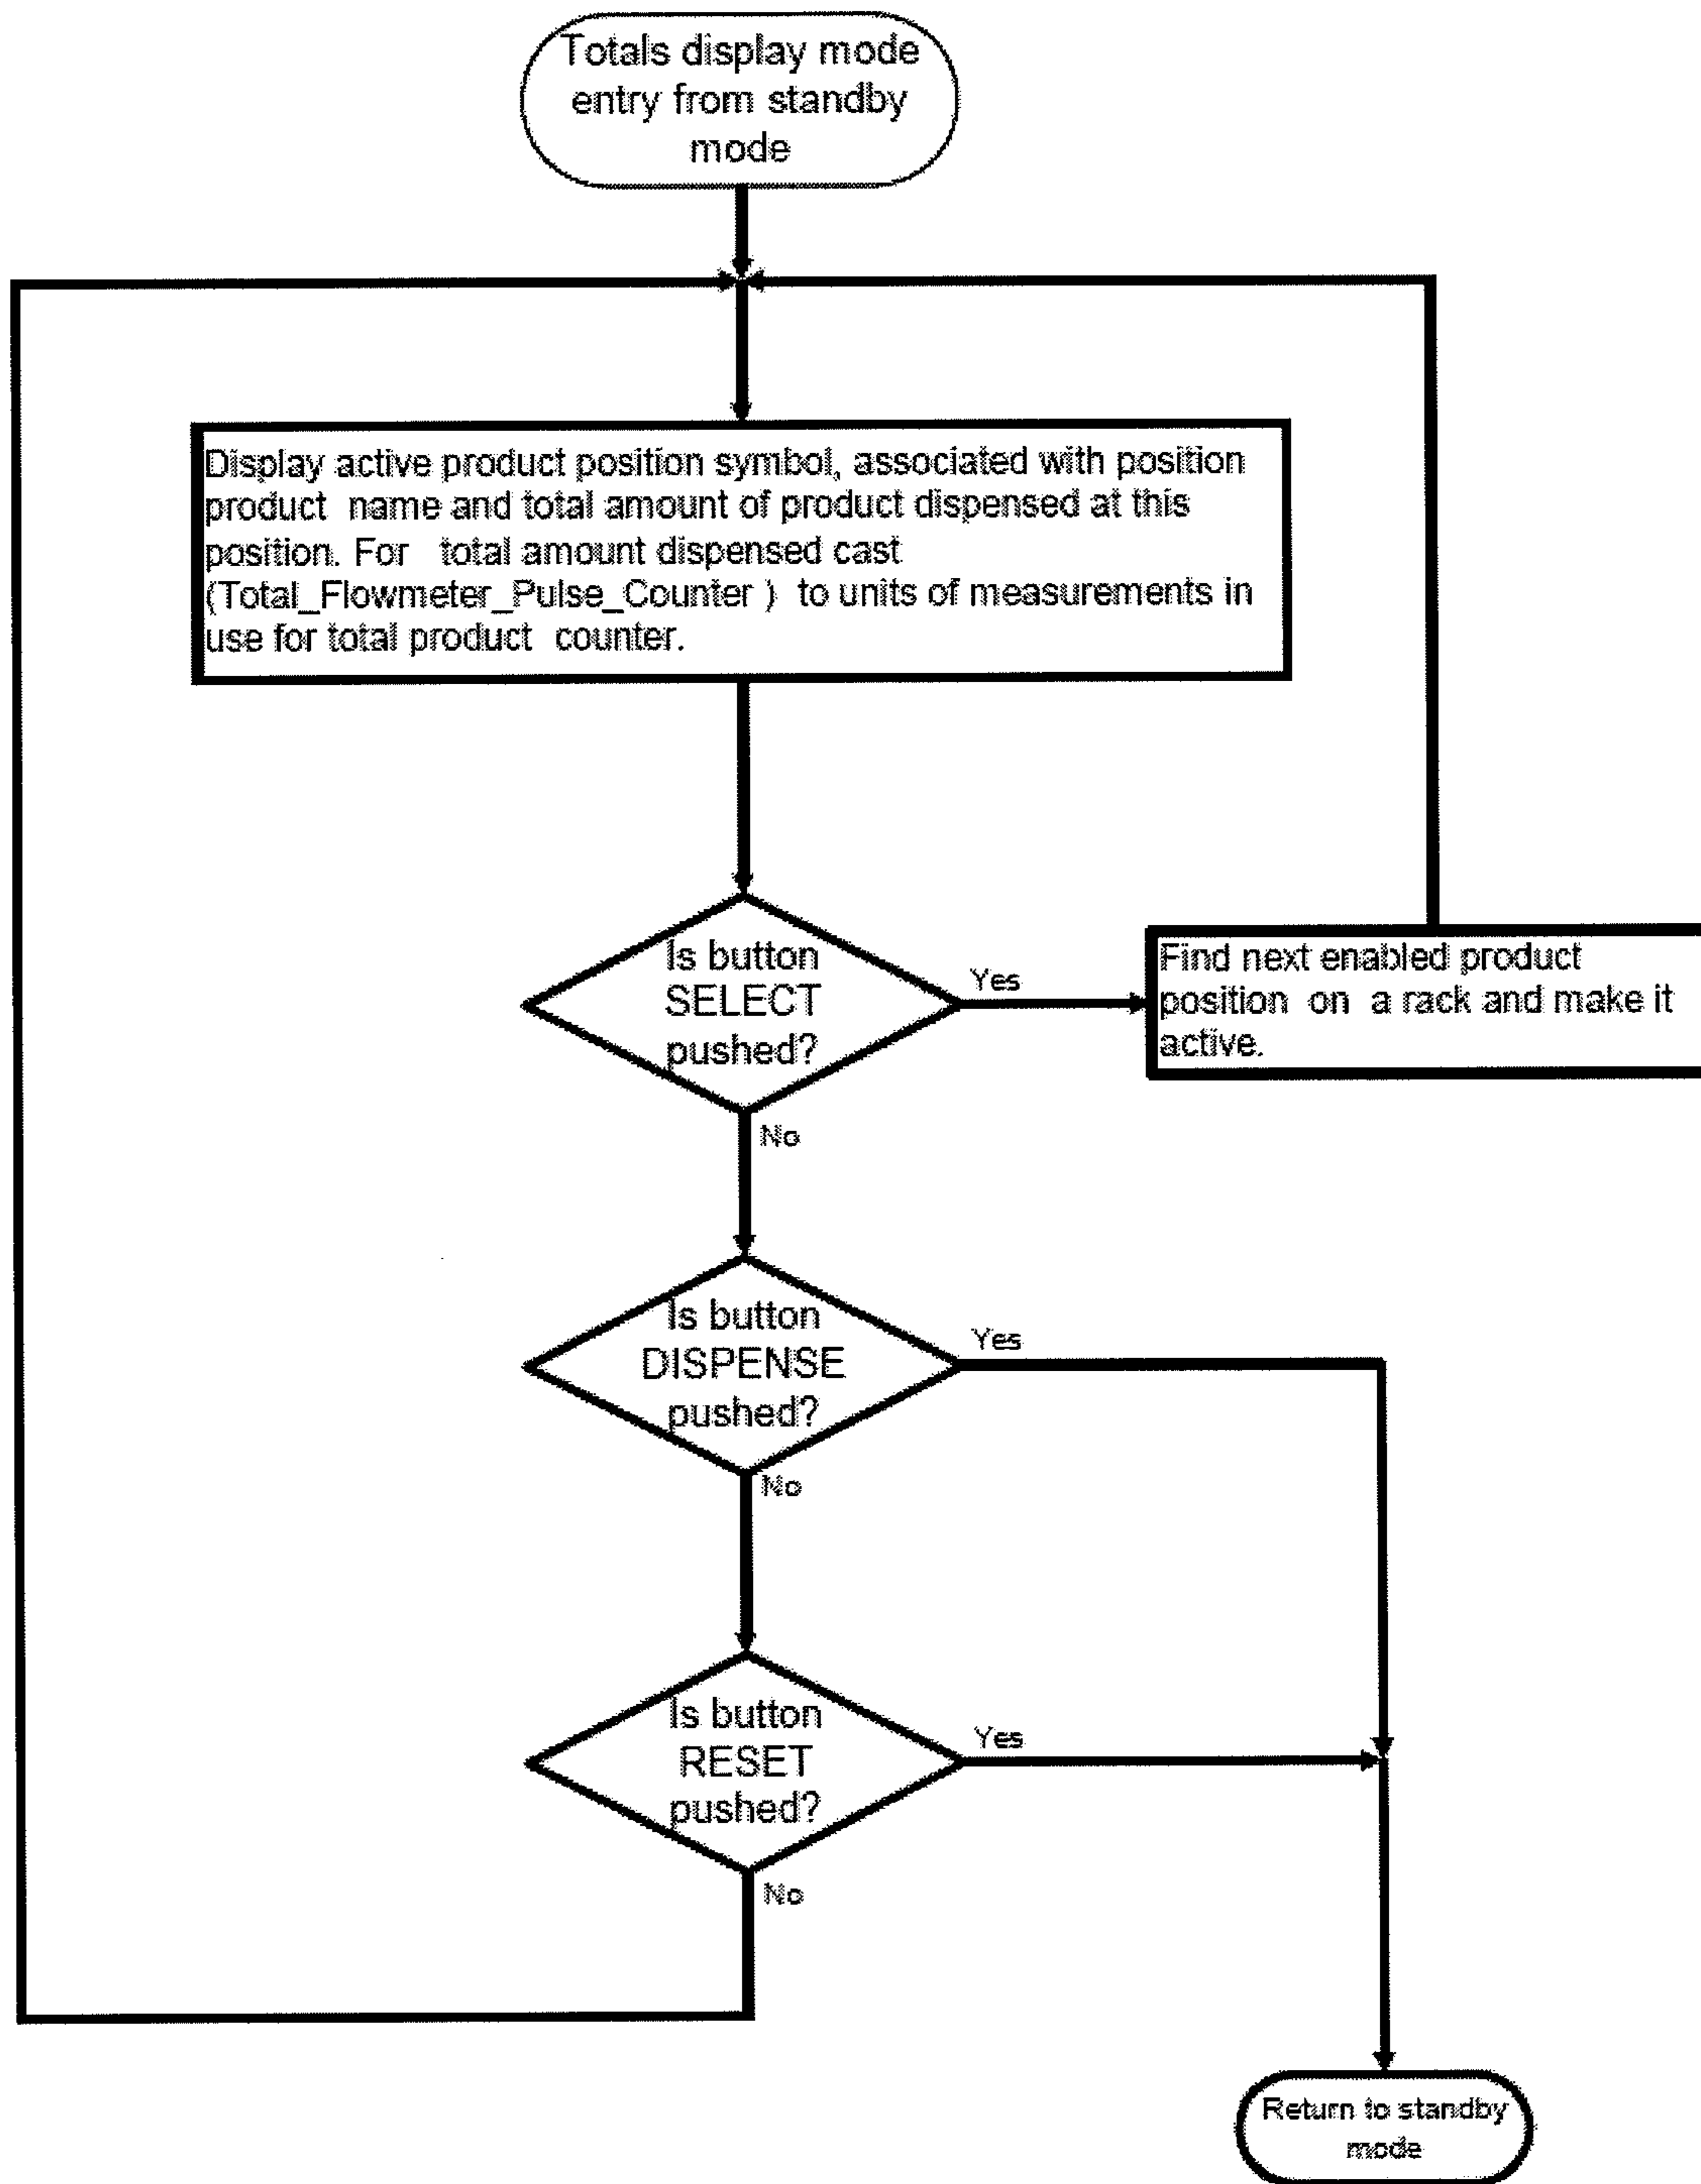 Totals display mode
entry from standby
mode
Display active product position symbol, associated with position
product name and total amount of product dispensed at this
position. For total amount dispensed cast
(Total_Flowmeter_Pulse_Counter ) to units of measurements in
use for total product counter.
Is button
SELECT
pushed?
Yes
Find next enabled product
position on a rack and make it
active.
No
Is button
DISPENSE
pushed?
Yes
No
Is button
RESET
pushed?
Yes
No
Return to standby
mode